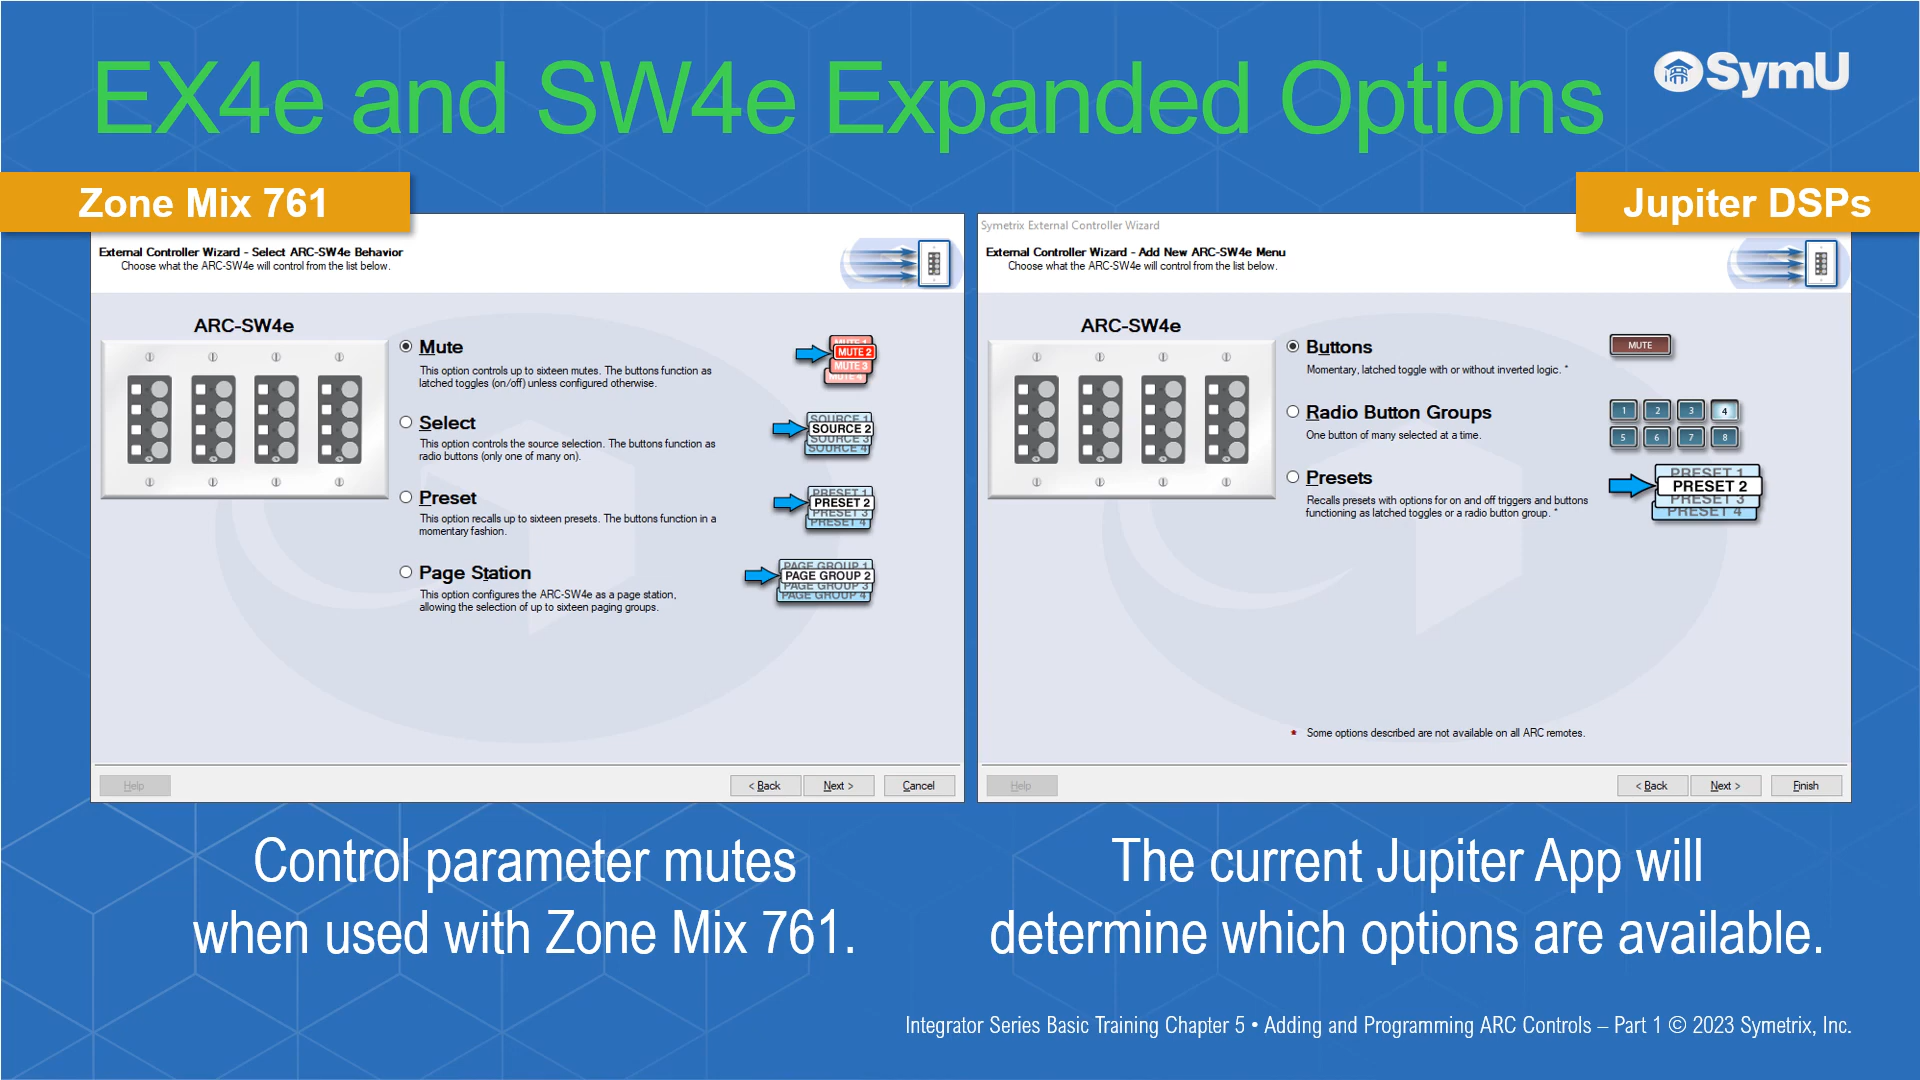 EX4e and SW4e Expanded Options
SymU
Zone Mix 761
Jupiter DSPs
External Controller Wizard - Select ARC-SW4e Behavior
Choose what the ARC-SW4e will control from the list below.
ARC-SW4e
Mute
This option controls up to sixteen mutes. The buttons function as
latched toggles (on/off) unless configured otherwise.
MUTE 1
MUTE 2
MUTE 3
MUTE 4
Select
This option controls the source selection. The buttons function as
radio buttons (only one of many on).
SOURCE 1
SOURCE 2
SOURCE 3
SOURCE 4
Preset
This option recalls up to sixteen presets. The buttons function in a
momentary fashion.
PRESET 1
PRESET 2
PRESET 3
PRESET 4
Page Station
This option configures the ARC-SW4e as a page station,
allowing the selection of up to sixteen paging groups.
PAGE GROUP 1
PAGE GROUP 2
PAGE GROUP 3
PAGE GROUP 4
Help
< Back
Next >
Cancel
Symetrix External Controller Wizard
External Controller Wizard - Add New ARC-SW4e Menu
Choose what the ARC-SW4e will control from the list below.
ARC-SW4e
Buttons
Momentary, latched toggle with or without inverted logic. *
MUTE
Radio Button Groups
One button of many selected at a time.
1 2 3 4
5 6 7 8
Presets
Recalls presets with options for on and off triggers and buttons
functioning as latched toggles or a radio button group. *
PRESET 1
PRESET 2
PRESET 3
PRESET 4
* Some options described are not available on all ARC remotes.
Help
< Back
Next >
Finish
Control parameter mutes
when used with Zone Mix 761.
The current Jupiter App will
determine which options are available.
Integrator Series Basic Training Chapter 5 • Adding and Programming ARC Controls – Part 1 © 2023 Symetrix, Inc.